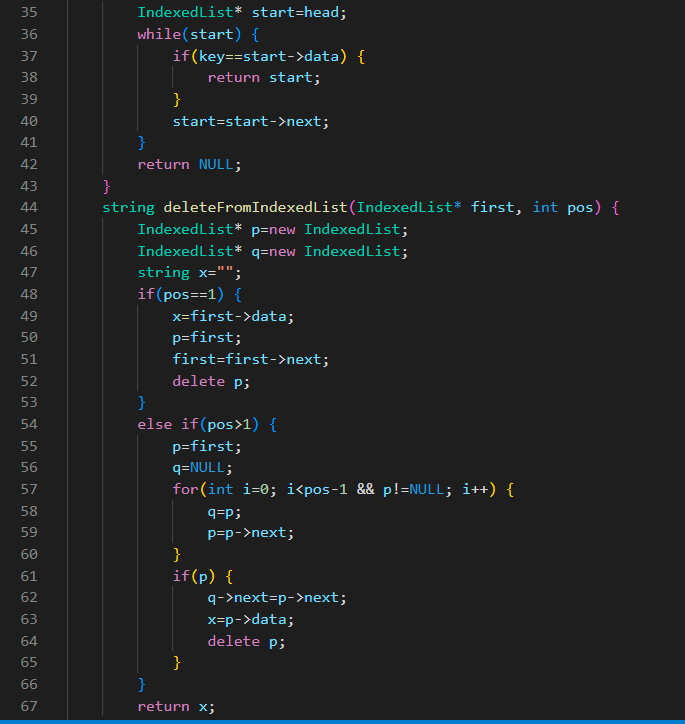 35 IndexedList* start=head;
36 while(start) {
37 if(key==start->data) {
38 return start;
39 }
40 start=start->next;
41 }
42 return NULL;
43 }
44 string deleteFromIndexedList(IndexedList* first, int pos) {
45 IndexedList* p=new IndexedList;
46 IndexedList* q=new IndexedList;
47 string x="";
48 if(pos==1) {
49 x=first->data;
50 p=first;
51 first=first->next;
52 delete p;
53 }
54 else if(pos>1) {
55 p=first;
56 q=NULL;
57 for(int i=0; i<pos-1 && p!=NULL; i++) {
58 q=p;
59 p=p->next;
60 }
61 if(p) {
62 q->next=p->next;
63 x=p->data;
64 delete p;
65 }
66 }
67 return x;